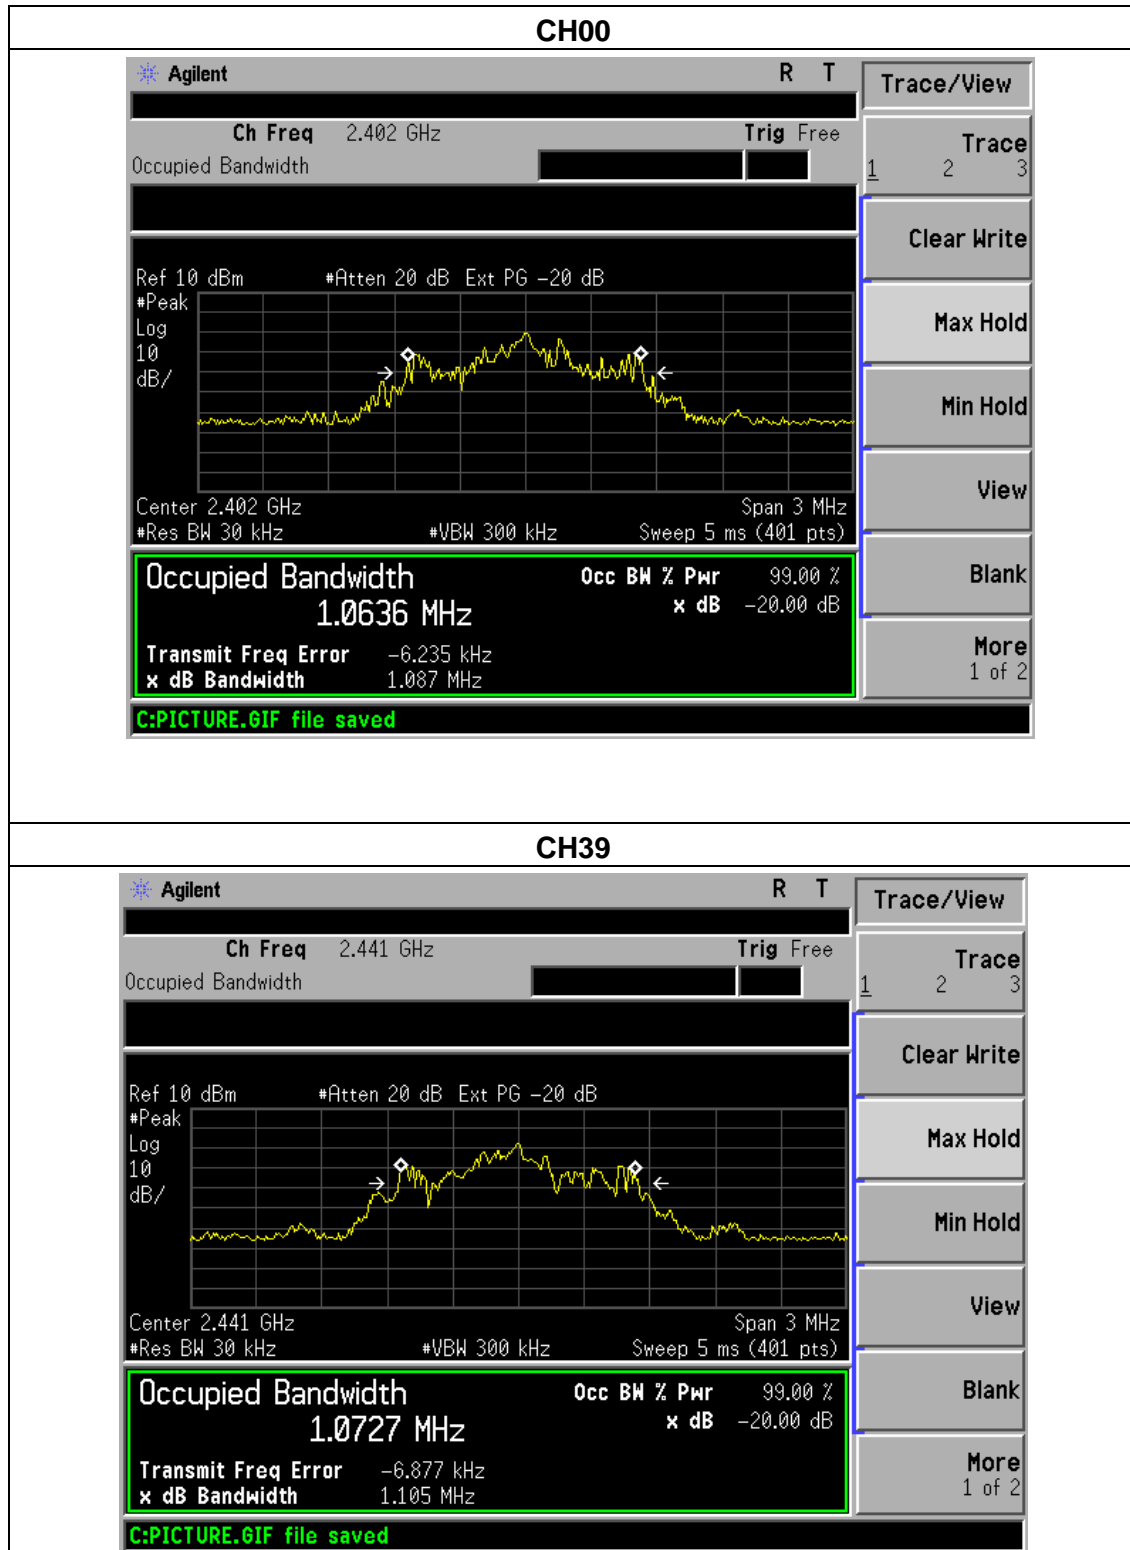 CH00
Agilent R T Trace/View
Ch Freq 2.402 GHz Trig Free
Occupied Bandwidth
Trace
1 2 3
Clear Write
Max Hold
Min Hold
View
Blank
More
1 of 2
Ref 10 dBm #Atten 20 dB Ext PG -20 dB
#Peak
Log
10
dB/
Center 2.402 GHz Span 3 MHz
#Res BW 30 kHz #VBW 300 kHz Sweep 5 ms (401 pts)
Occupied Bandwidth Occ BW % Pwr 99.00 %
1.0636 MHz x dB -20.00 dB
Transmit Freq Error -6.235 kHz
x dB Bandwidth 1.087 MHz
C:PICTURE.GIF file saved
CH39
Agilent R T Trace/View
Ch Freq 2.441 GHz Trig Free
Occupied Bandwidth
Trace
1 2 3
Clear Write
Max Hold
Min Hold
View
Blank
More
1 of 2
Ref 10 dBm #Atten 20 dB Ext PG -20 dB
#Peak
Log
10
dB/
Center 2.441 GHz Span 3 MHz
#Res BW 30 kHz #VBW 300 kHz Sweep 5 ms (401 pts)
Occupied Bandwidth Occ BW % Pwr 99.00 %
1.0727 MHz x dB -20.00 dB
Transmit Freq Error -6.877 kHz
x dB Bandwidth 1.105 MHz
C:PICTURE.GIF file saved